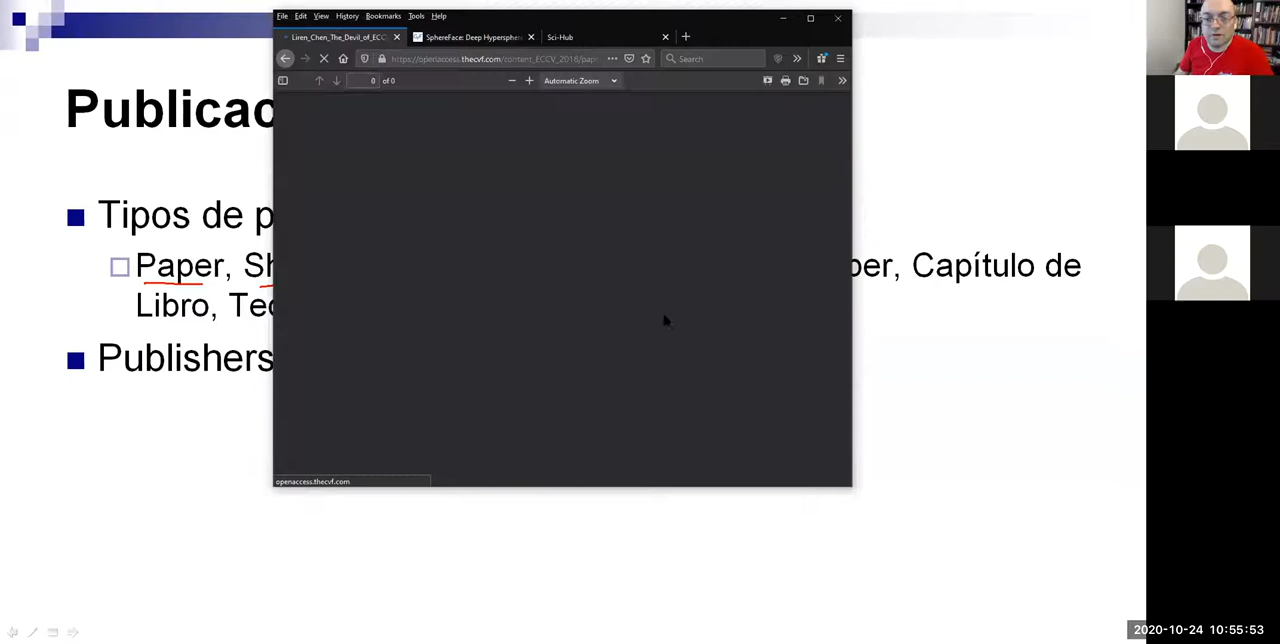 File Edit View History Bookmarks Tools Help
Liren_Chen_The_Devil_of_ECC SphereFace: Deep Hypersphere Sci-Hub
https://openaccess.thecvf.com/content_ECCV_2018/pape Search
0 of 0 Automatic Zoom
Publicac
Tipos de p
Paper, Sh per, Capítulo de
Libro, Tec
Publishers
openaccess.thecvf.com
2020-10-24 10:55:53